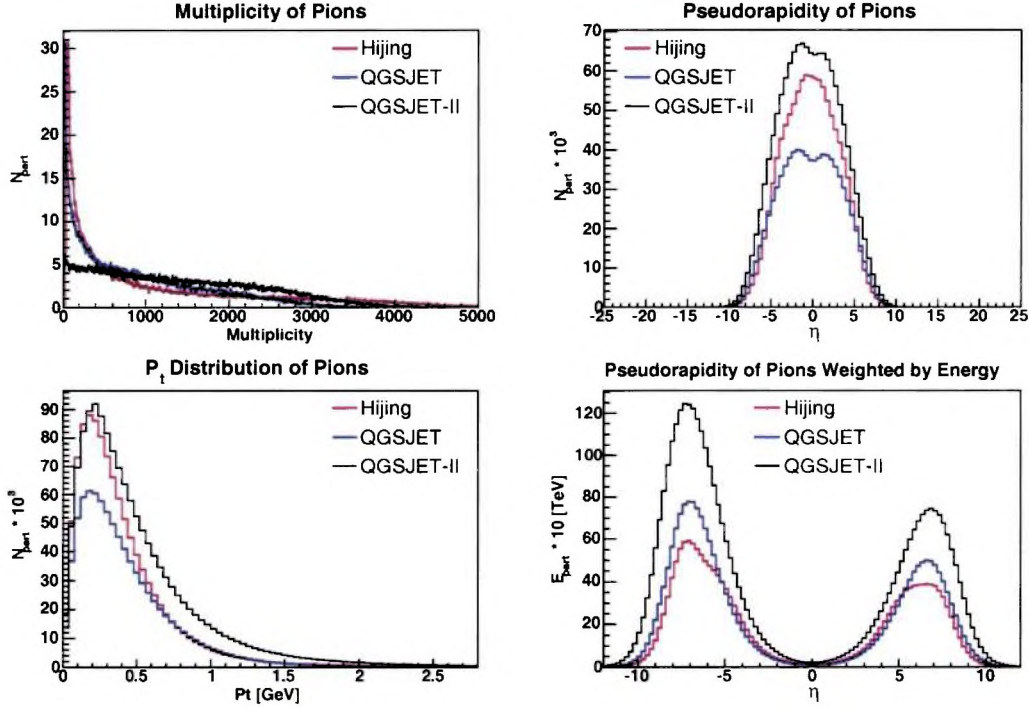 Multiplicity of Pions
N_part
30
25
20
15
10
5
0
Hijing
QGSJET
QGSJET-II
0 1000 2000 3000 4000 5000
Multiplicity
Pseudorapidity of Pions
N_part * 10^3
70
60
50
40
30
20
10
0
Hijing
QGSJET
QGSJET-II
-25 -20 -15 -10 -5 0 5 10 15 20 25
η
P_t Distribution of Pions
N_part * 10^3
90
80
70
60
50
40
30
20
10
0
Hijing
QGSJET
QGSJET-II
0 0.5 1 1.5 2 2.5
Pt [GeV]
Pseudorapidity of Pions Weighted by Energy
E_part * 10 [TeV]
120
100
80
60
40
20
0
Hijing
QGSJET
QGSJET-II
-10 -5 0 5 10
η